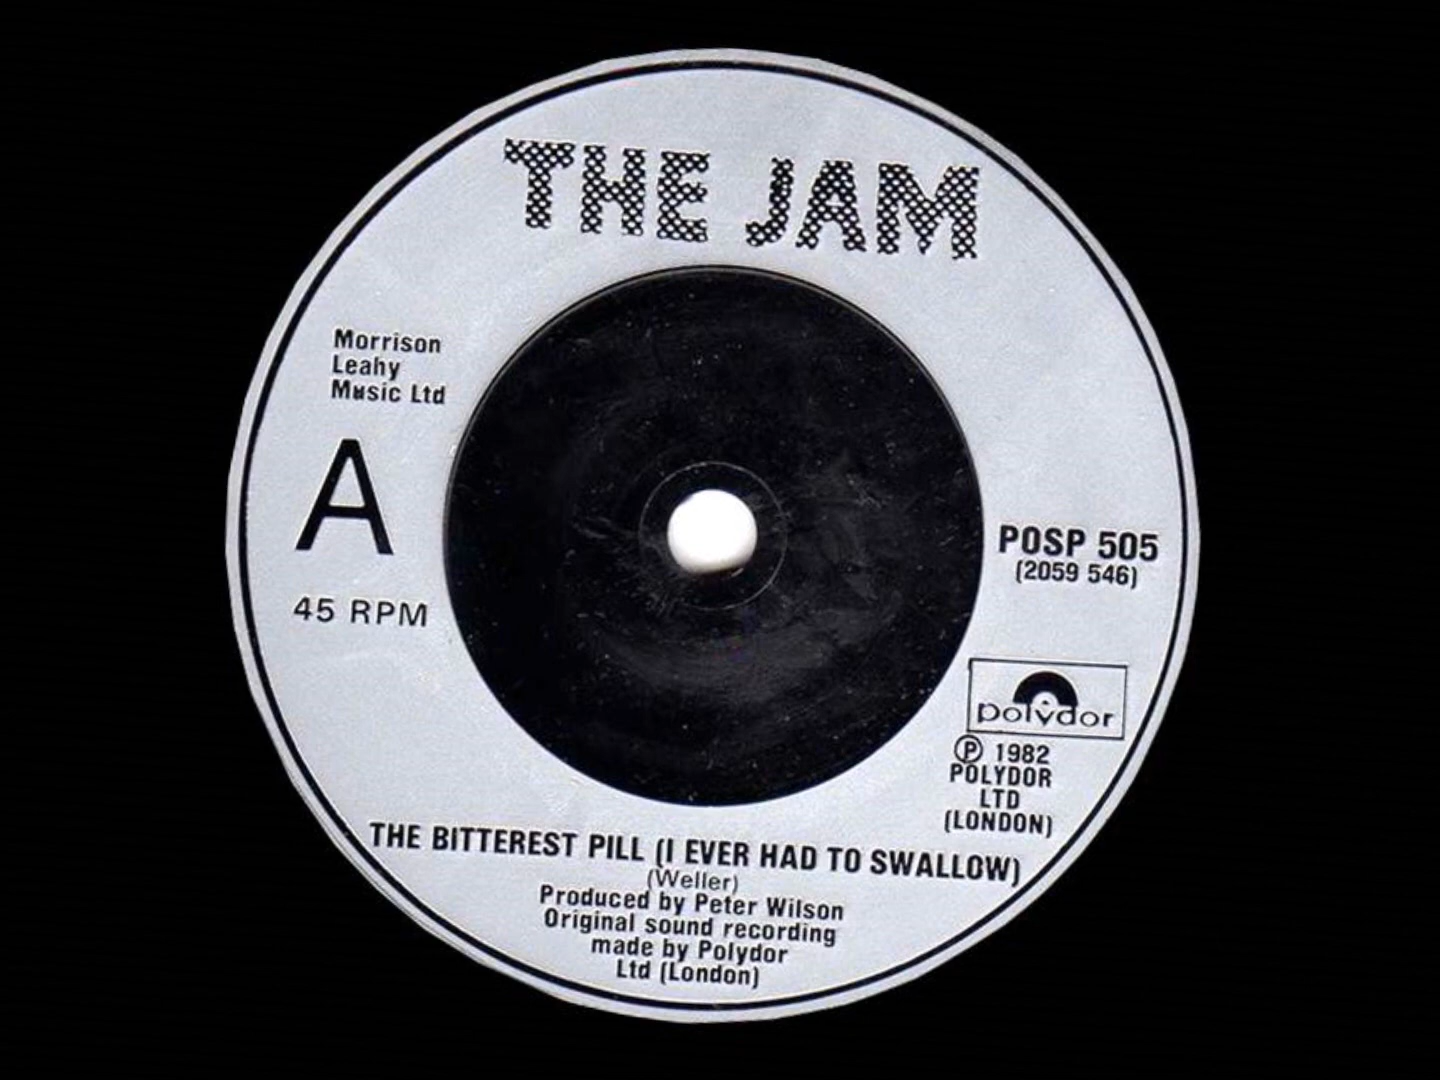 THE JAM
Morrison
Leahy
Music Ltd
A
45 RPM
POSP 505
(2059 546)
polydor
Ⓟ 1982
POLYDOR
LTD
(LONDON)
THE BITTEREST PILL (I EVER HAD TO SWALLOW)
(Weller)
Produced by Peter Wilson
Original sound recording
made by Polydor
Ltd (London)